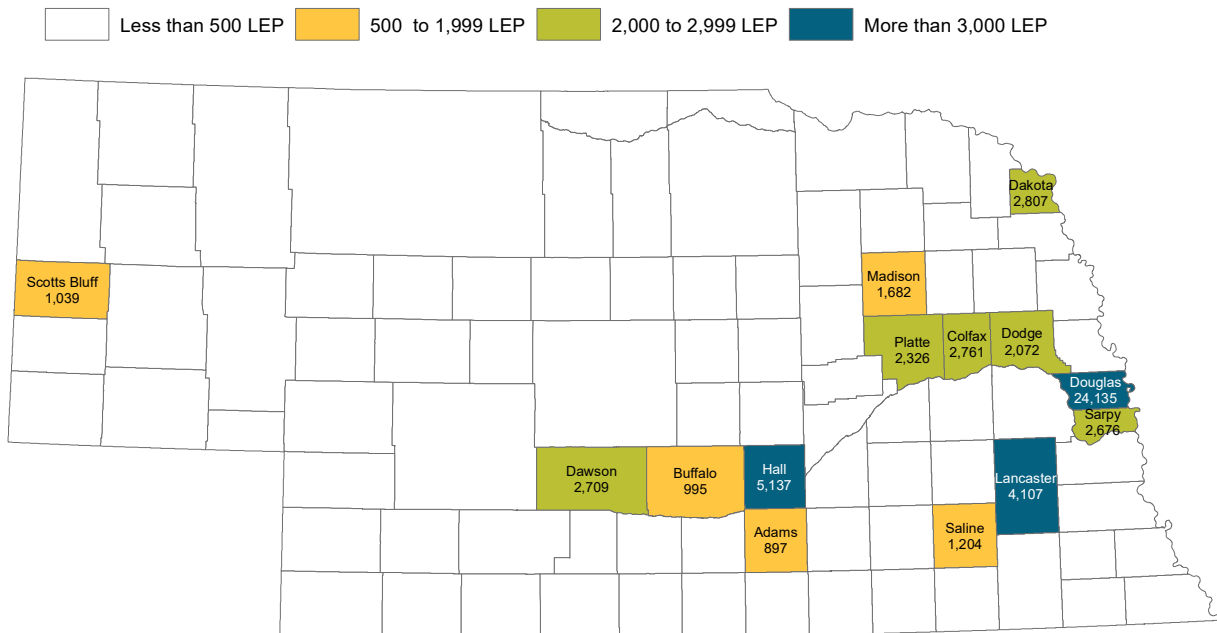 Less than 500 LEP
500 to 1,999 LEP
2,000 to 2,999 LEP
More than 3,000 LEP
Dakota
2,807
Scotts Bluff
1,039
Madison
1,682
Platte
2,326
Colfax
2,761
Dodge
2,072
Douglas
24,135
Sarpy
2,676
Dawson
2,709
Buffalo
995
Hall
5,137
Lancaster
4,107
Adams
897
Saline
1,204